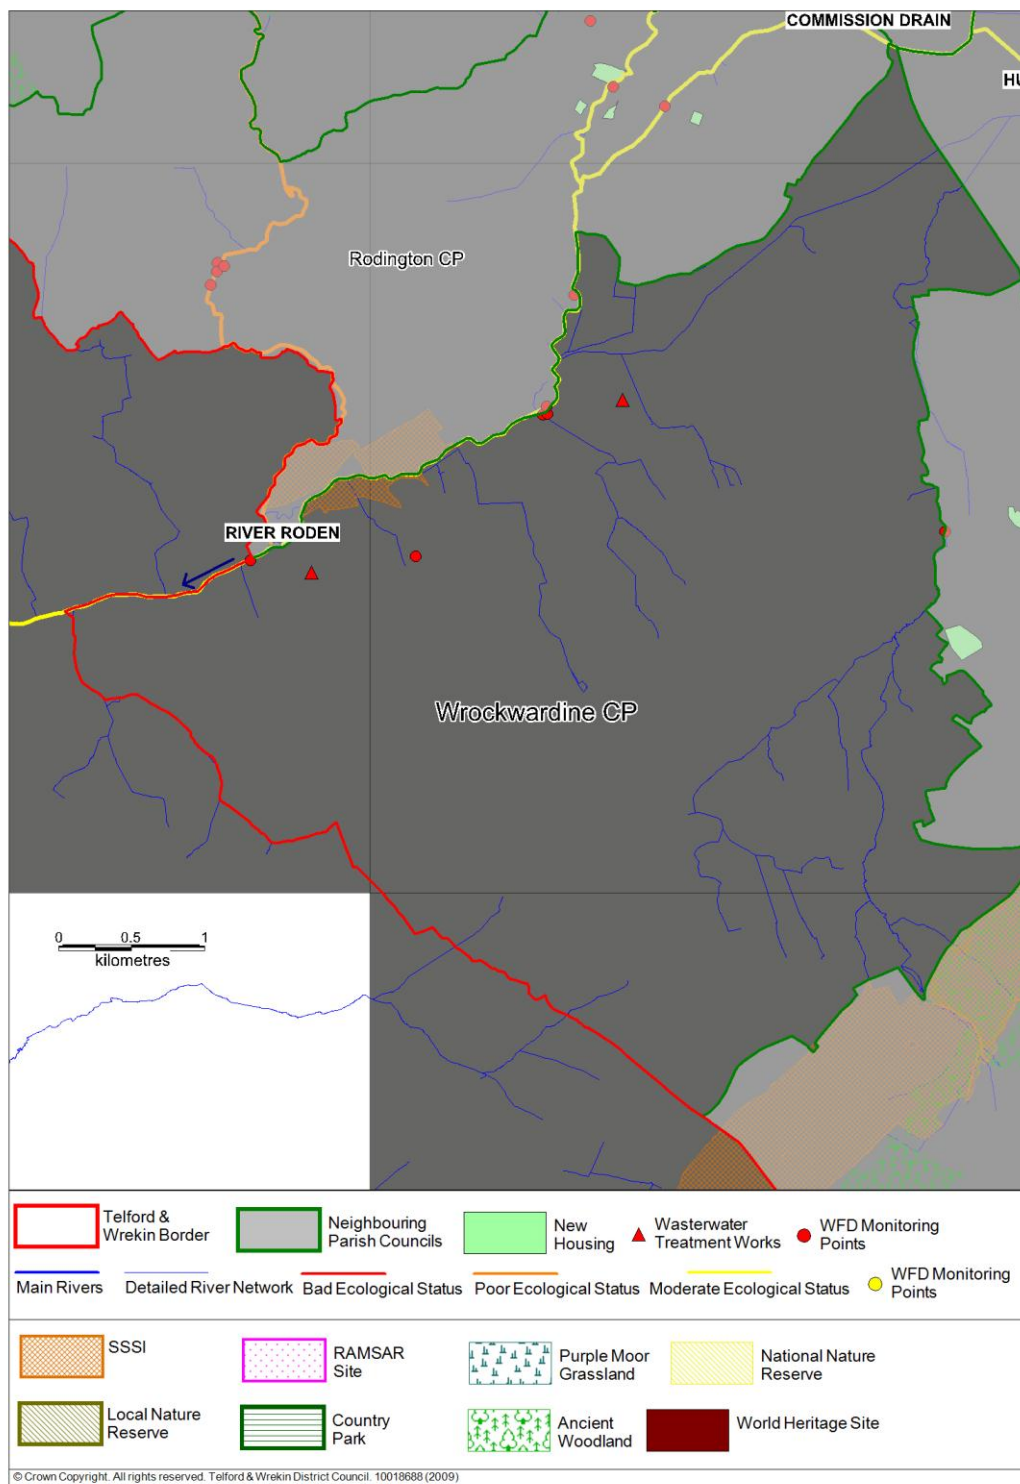 COMMISSION DRAIN
HU
Rodington CP
RIVER RODEN
Wrockwardine CP
0 0.5 1
kilometres
Telford &
Wrekin Border
Neighbouring
Parish Councils
New
Housing
Wasterwater
Treatment Works
WFD Monitoring
Points
Main Rivers
Detailed River Network
Bad Ecological Status
Poor Ecological Status
Moderate Ecological Status
WFD Monitoring
Points
SSSI
RAMSAR
Site
Purple Moor
Grassland
National Nature
Reserve
Local Nature
Reserve
Country
Park
Ancient
Woodland
World Heritage Site
© Crown Copyright. All rights reserved. Telford & Wrekin District Council. 10018688 (2009)